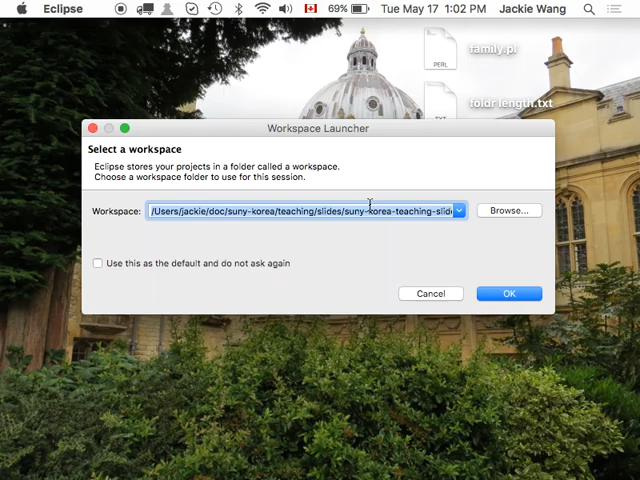 Eclipse 69% Tue May 17 1:02 PM Jackie Wang
family.pl
PERL
foldr length.txt
TXT
Workspace Launcher
Select a workspace
Eclipse stores your projects in a folder called a workspace.
Choose a workspace folder to use for this session.
Workspace: /Users/jackie/doc/suny-korea/teaching/slides/suny-korea-teaching-slide Browse...
Use this as the default and do not ask again
Cancel OK